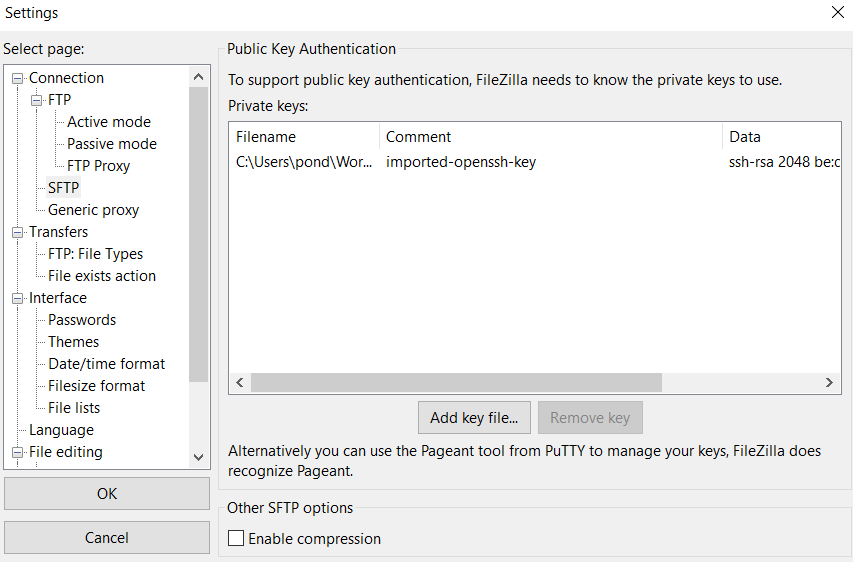 Settings
Select page:
Connection
FTP
Active mode
Passive mode
FTP Proxy
SFTP
Generic proxy
Transfers
FTP: File Types
File exists action
Interface
Passwords
Themes
Date/time format
Filesize format
File lists
Language
File editing
OK
Cancel
Public Key Authentication
To support public key authentication, FileZilla needs to know the private keys to use.
Private keys:
Filename Comment Data
C:\Users\pond\Wor... imported-openssh-key ssh-rsa 2048 be:c
Add key file... Remove key
Alternatively you can use the Pageant tool from PuTTY to manage your keys, FileZilla does
recognize Pageant.
Other SFTP options
Enable compression